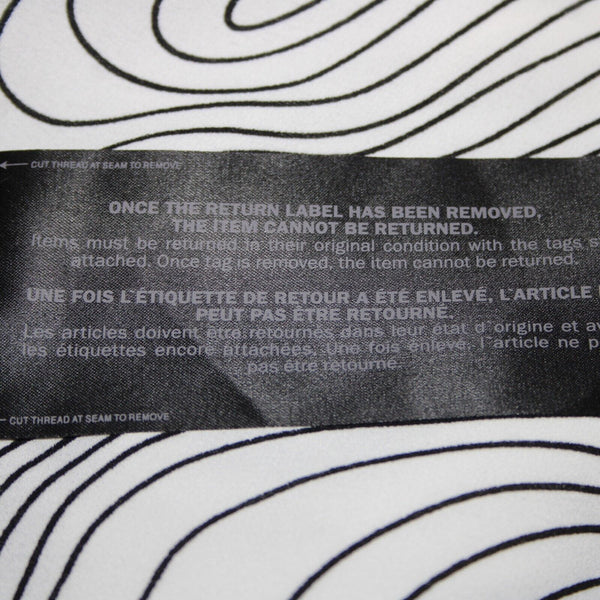 CUT THREAD AT SEAM TO REMOVE
ONCE THE RETURN LABEL HAS BEEN REMOVED,
THE ITEM CANNOT BE RETURNED.
Items must be returned in their original condition with the tags
attached. Once tag is removed, the item cannot be returned.
UNE FOIS L'ÉTIQUETTE DE RETOUR A ÉTÉ ENLEVÉ, L'ARTICLE
PEUT PAS ÊTRE RETOURNÉ.
Les articles doivent être retournés dans leur état d'origine et
les étiquettes encore attachées. Une fois enlevé, l'article ne
pas être retourné.
CUT THREAD AT SEAM TO REMOVE